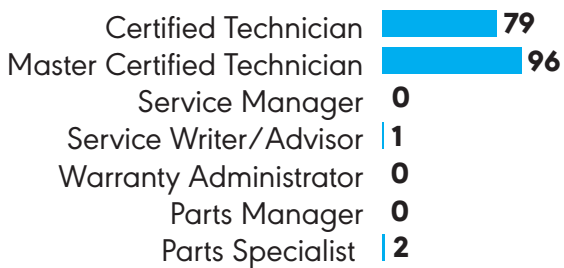 Certified Technician 79
Master Certified Technician 96
Service Manager 0
Service Writer/Advisor 1
Warranty Administrator 0
Parts Manager 0
Parts Specialist 2